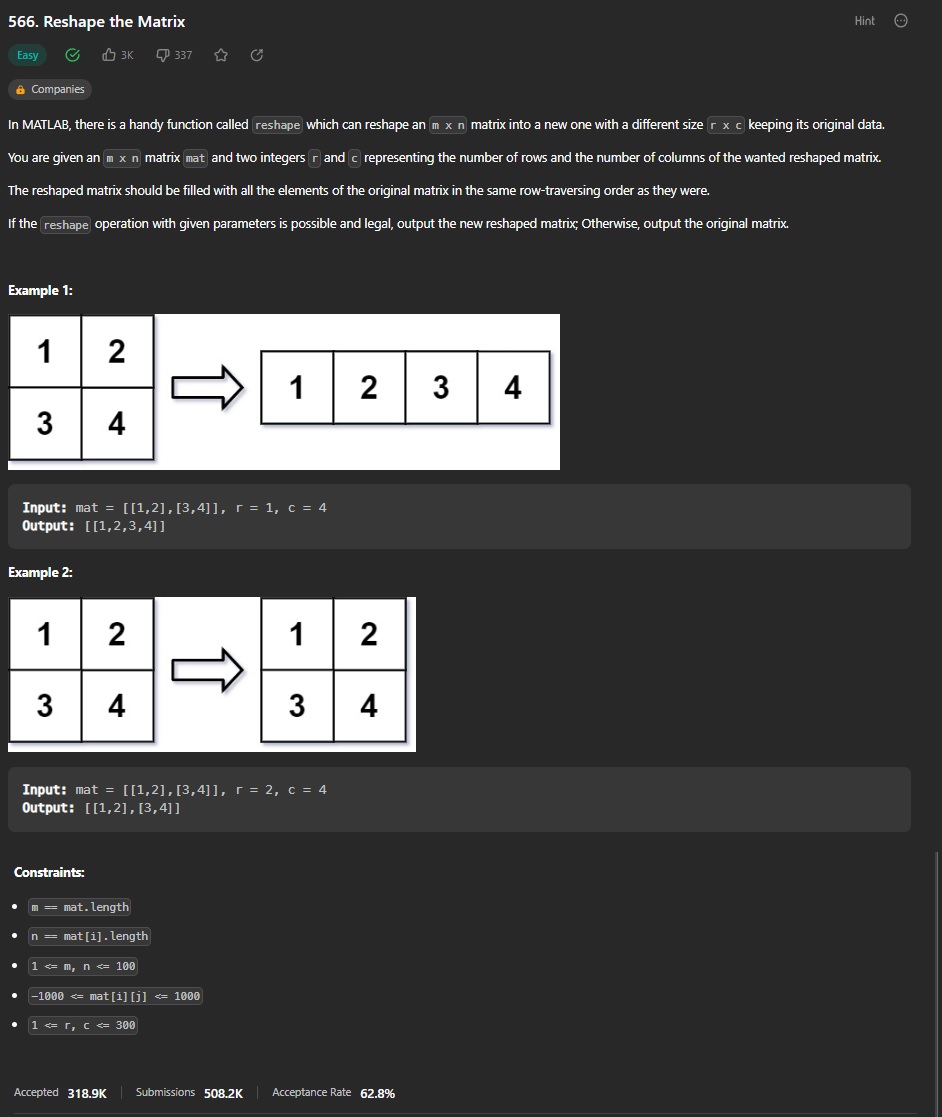 566. Reshape the Matrix
Hint
Easy 3K 337
Companies
In MATLAB, there is a handy function called reshape which can reshape an m x n matrix into a new one with a different size r x c keeping its original data.
You are given an m x n matrix mat and two integers r and c representing the number of rows and the number of columns of the wanted reshaped matrix.
The reshaped matrix should be filled with all the elements of the original matrix in the same row-traversing order as they were.
If the reshape operation with given parameters is possible and legal, output the new reshaped matrix; Otherwise, output the original matrix.
Example 1:
1 2
3 4
1 2 3 4
Input: mat = [[1,2],[3,4]], r = 1, c = 4
Output: [[1,2,3,4]]
Example 2:
1 2
3 4
1 2
3 4
Input: mat = [[1,2],[3,4]], r = 2, c = 4
Output: [[1,2],[3,4]]
Constraints:
m == mat.length
n == mat[i].length
1 <= m, n <= 100
-1000 <= mat[i][j] <= 1000
1 <= r, c <= 300
Accepted 318.9K Submissions 508.2K Acceptance Rate 62.8%